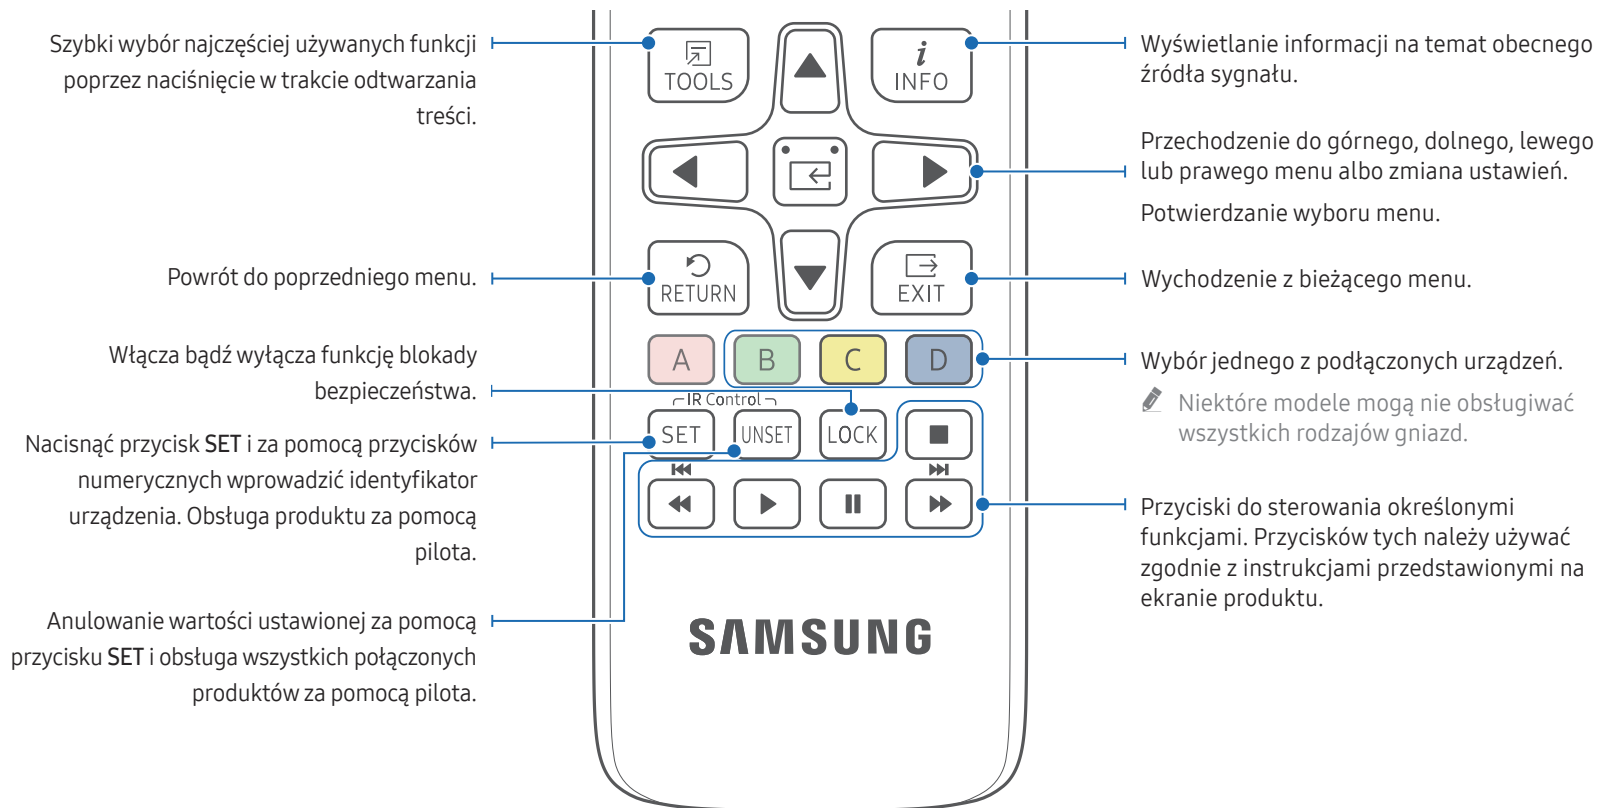 Szybki wybór najczęściej używanych funkcji
poprzez naciśnięcie w trakcie odtwarzania
treści.
Powrót do poprzedniego menu.
Włącza bądź wyłącza funkcję blokady
bezpieczeństwa.
Nacisnąć przycisk SET i za pomocą przycisków
numerycznych wprowadzić identyfikator
urządzenia. Obsługa produktu za pomocą
pilota.
Anulowanie wartości ustawionej za pomocą
przycisku SET i obsługa wszystkich połączonych
produktów za pomocą pilota.
TOOLS
i
INFO
RETURN
EXIT
A B C D
IR Control
SET UNSET LOCK
SAMSUNG
Wyświetlanie informacji na temat obecnego
źródła sygnału.
Przechodzenie do górnego, dolnego, lewego
lub prawego menu albo zmiana ustawień.
Potwierdzanie wyboru menu.
Wychodzenie z bieżącego menu.
Wybór jednego z podłączonych urządzeń.
Niektóre modele mogą nie obsługiwać
wszystkich rodzajów gniazd.
Przyciski do sterowania określonymi
funkcjami. Przycisków tych należy używać
zgodnie z instrukcjami przedstawionymi na
ekranie produktu.